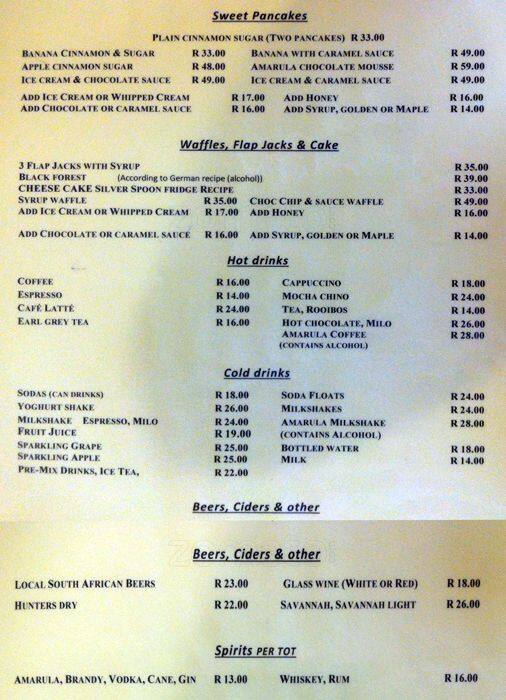 Sweet Pancakes
PLAIN CINNAMON SUGAR (TWO PANCAKES) R 33.00
BANANA CINNAMON & SUGAR R 33.00 BANANA WITH CARAMEL SAUCE R 49.00
APPLE CINNAMON SUGAR R 48.00 AMARULA CHOCOLATE MOUSSE R 59.00
ICE CREAM & CHOCOLATE SAUCE R 49.00 ICE CREAM & CARAMEL SAUCE R 49.00
ADD ICE CREAM OR WHIPPED CREAM R 17.00 ADD HONEY R 16.00
ADD CHOCOLATE OR CARAMEL SAUCE R 16.00 ADD SYRUP, GOLDEN OR MAPLE R 14.00
Waffles, Flap Jacks & Cake
3 FLAP JACKS WITH SYRUP R 35.00
BLACK FOREST (According to German recipe (alcohol)) R 39.00
CHEESE CAKE SILVER SPOON FRIDGE RECIPE R 33.00
SYRUP WAFFLE R 35.00 CHOC CHIP & SAUCE WAFFLE R 49.00
ADD ICE CREAM OR WHIPPED CREAM R 17.00 ADD HONEY R 16.00
ADD CHOCOLATE OR CARAMEL SAUCE R 16.00 ADD SYRUP, GOLDEN OR MAPLE R 14.00
Hot drinks
COFFEE R 16.00 CAPPUCCINO R 18.00
ESPRESSO R 14.00 MOCHA CHINO R 24.00
CAFÉ LATTÉ R 24.00 TEA, ROOIBOS R 14.00
EARL GREY TEA R 16.00 HOT CHOCOLATE, MILO R 26.00
AMARULA COFFEE R 28.00
(CONTAINS ALCOHOL)
Cold drinks
SODAS (CAN DRINKS) R 18.00 SODA FLOATS R 24.00
YOGHURT SHAKE R 26.00 MILKSHAKES R 24.00
MILKSHAKE ESPRESSO, MILO R 24.00 AMARULA MILKSHAKE R 28.00
FRUIT JUICE R 19.00 (CONTAINS ALCOHOL)
SPARKLING GRAPE R 25.00 BOTTLED WATER R 18.00
SPARKLING APPLE R 25.00 MILK R 14.00
PRE-MIX DRINKS, ICE TEA, R 22.00
Beers, Ciders & other
Beers, Ciders & other
LOCAL SOUTH AFRICAN BEERS R 23.00 GLASS WINE (WHITE OR RED) R 18.00
HUNTERS DRY R 22.00 SAVANNAH, SAVANNAH LIGHT R 26.00
Spirits PER TOT
AMARULA, BRANDY, VODKA, CANE, GIN R 13.00 WHISKEY, RUM R 16.00